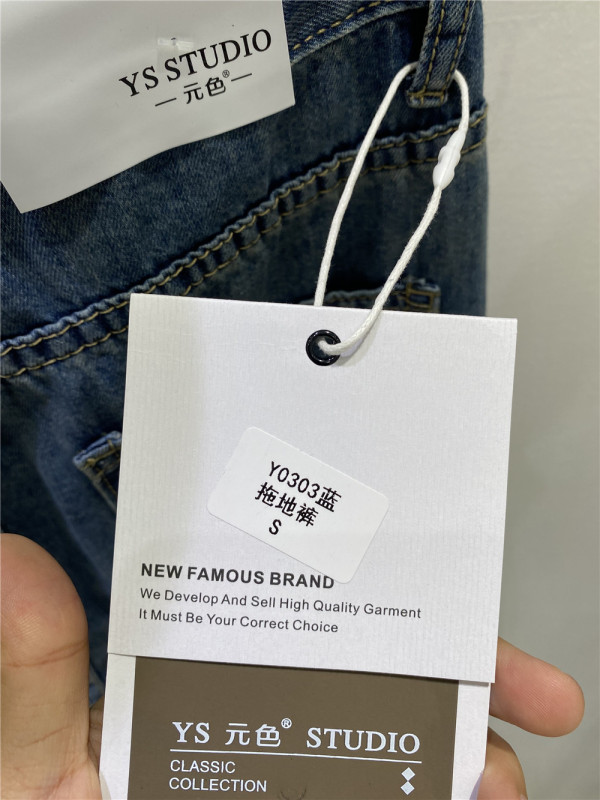 YS STUDIO
元色®
Y0303蓝
拖地裤
S
NEW FAMOUS BRAND
We Develop And Sell High Quality Garment
It Must Be Your Correct Choice
YS 元色® STUDIO
CLASSIC
COLLECTION